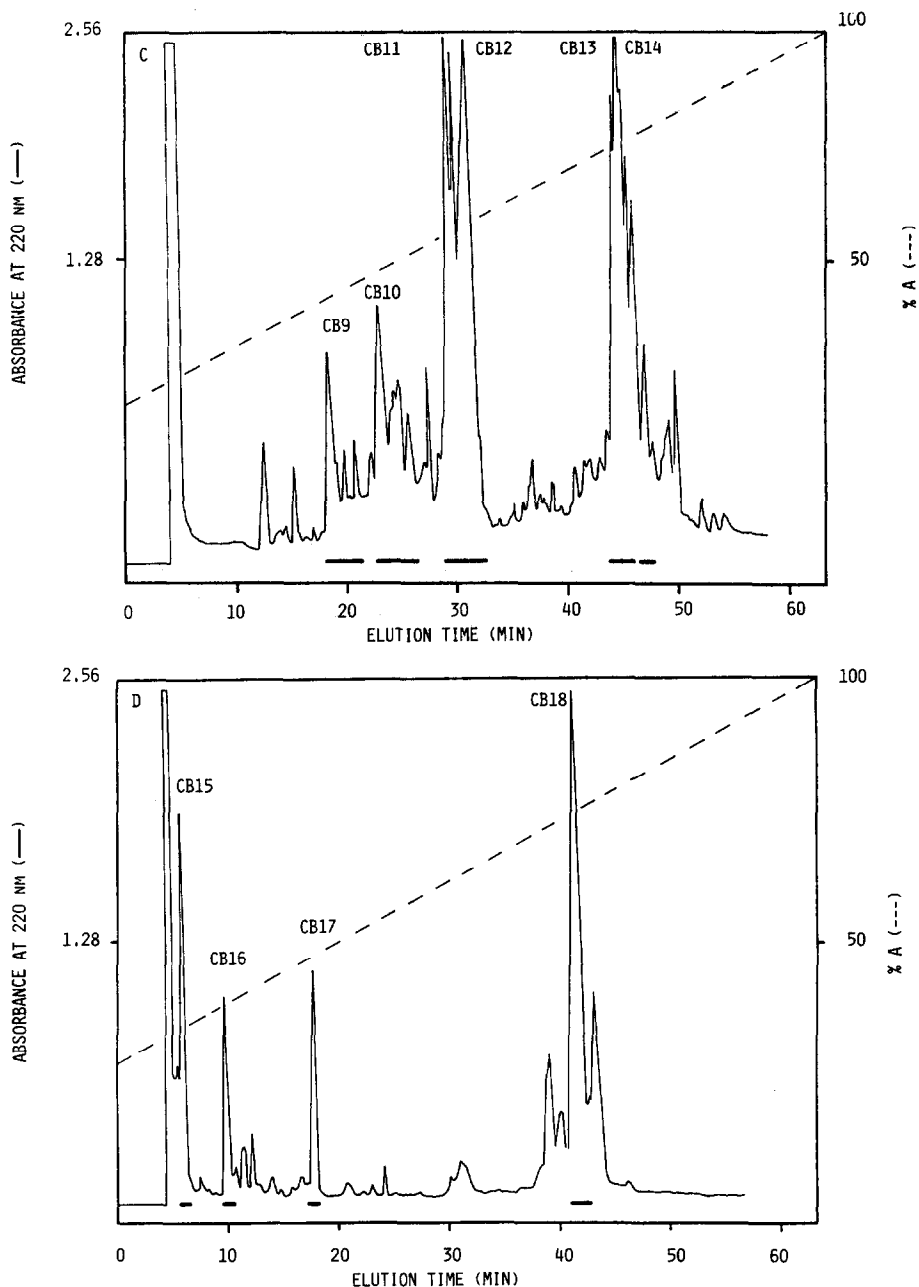 2.56
C
CB11
CB12
CB13
CB14
100
ABSORBANCE AT 220 NM (—)
1.28
CB9
CB10
50
% A (---)
0
10
20
30
40
50
60
ELUTION TIME (MIN)
2.56
D
CB18
100
CB15
ABSORBANCE AT 220 NM (—)
1.28
CB16
CB17
50
% A (---)
0
10
20
30
40
50
60
ELUTION TIME (MIN)